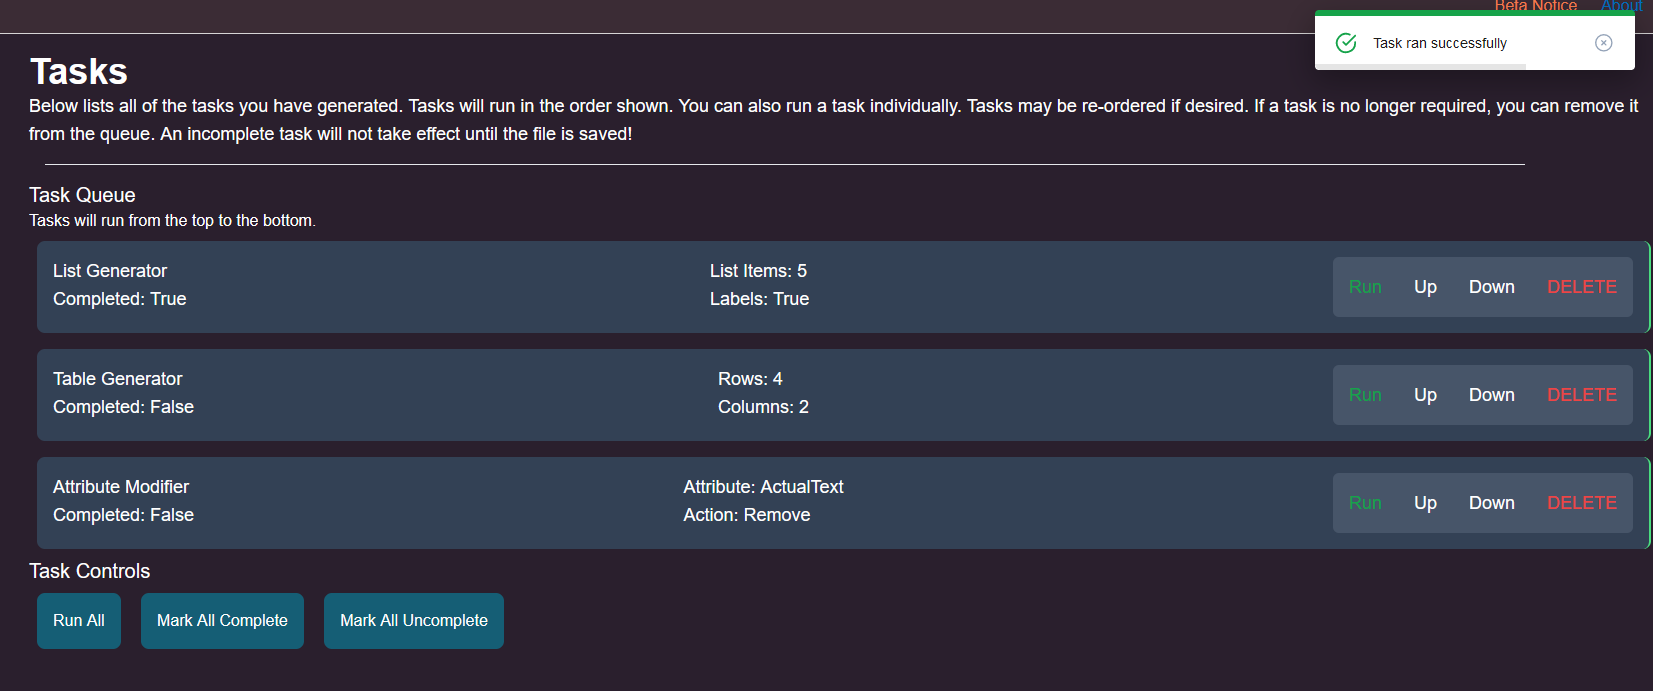 Beta Notice About
Task ran successfully
Tasks
Below lists all of the tasks you have generated. Tasks will run in the order shown. You can also run a task individually. Tasks may be re-ordered if desired. If a task is no longer required, you can remove it
from the queue. An incomplete task will not take effect until the file is saved!
Task Queue
Tasks will run from the top to the bottom.
List Generator
Completed: True
List Items: 5
Labels: True
Run Up Down DELETE
Table Generator
Completed: False
Rows: 4
Columns: 2
Run Up Down DELETE
Attribute Modifier
Completed: False
Attribute: ActualText
Action: Remove
Run Up Down DELETE
Task Controls
Run All Mark All Complete Mark All Uncomplete